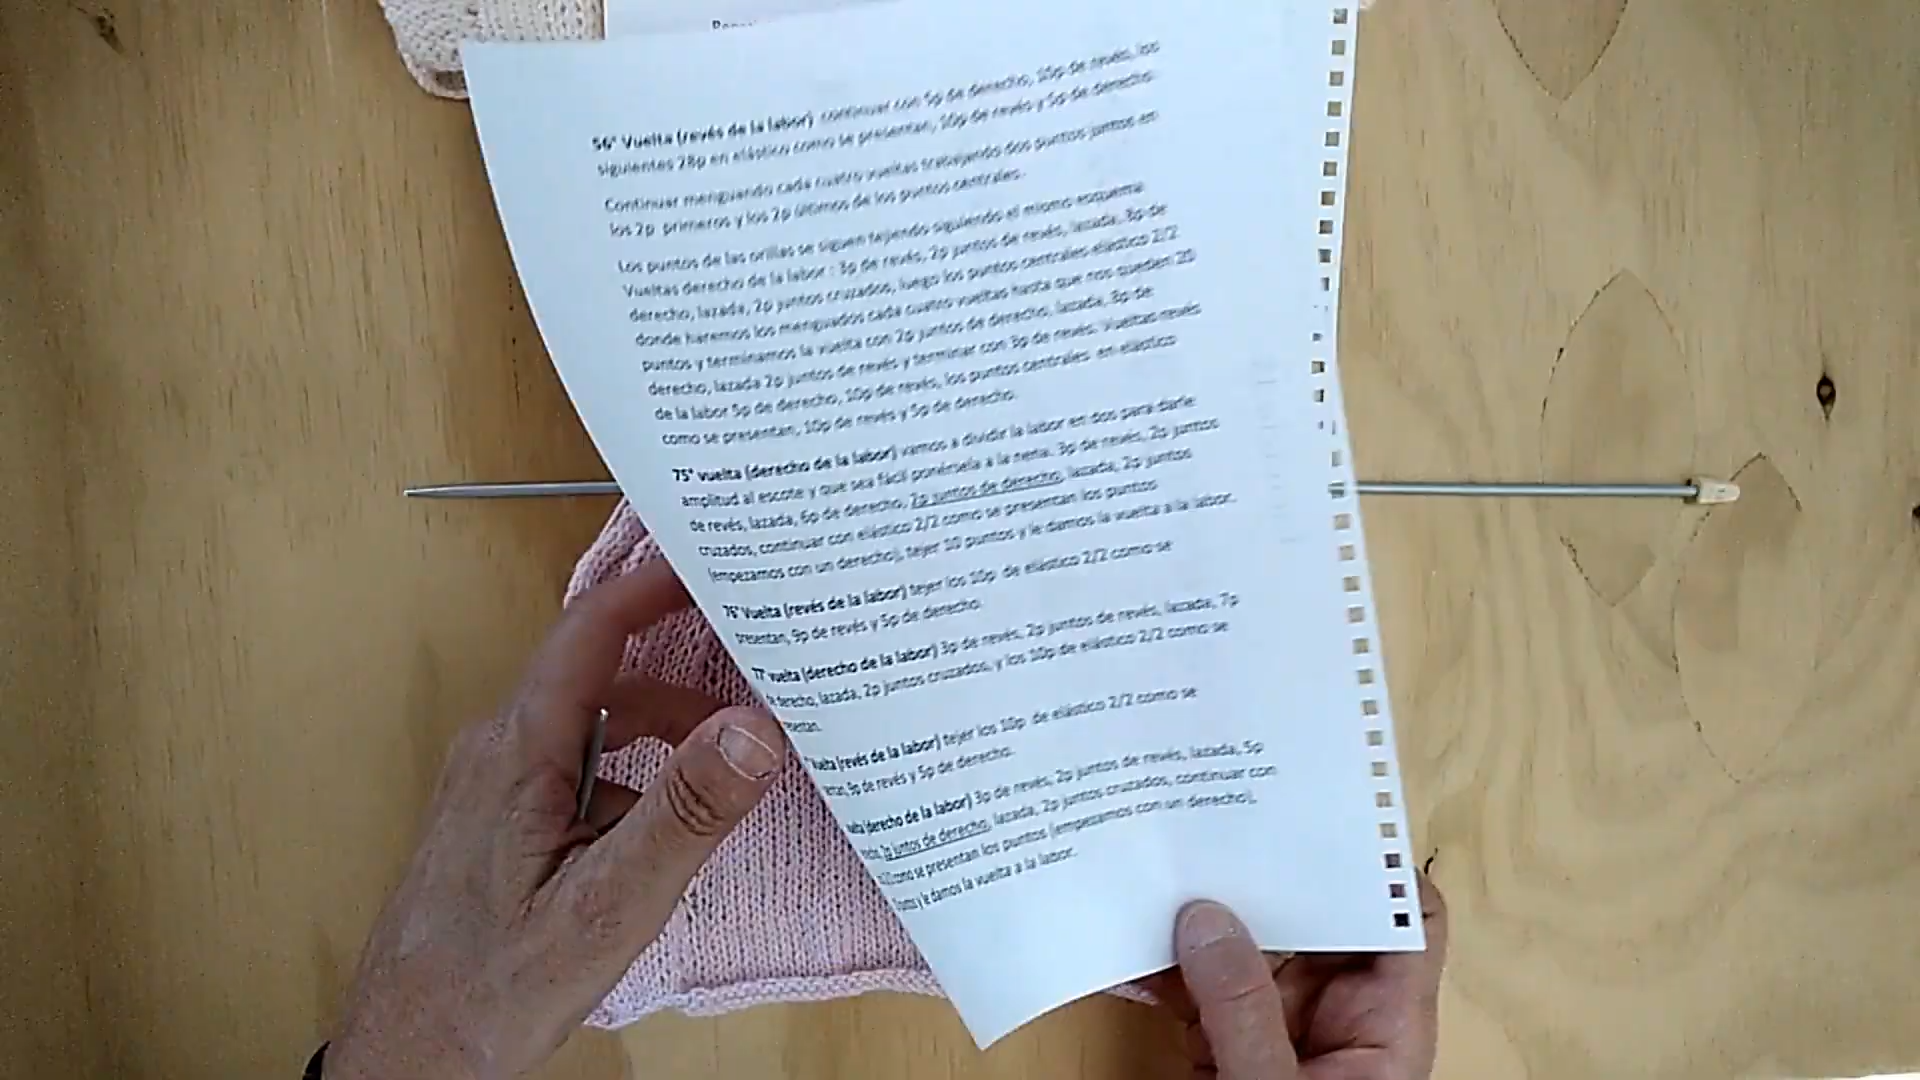 56ª Vuelta (revés de la labor) continuar con 5p de derecho, 10p de revés, los
siguientes 28p en elástico como se presentan, 10p de revés y 5p de derecho.
Continuar menguando cada cuatro vueltas trabajando dos puntos juntos en
los 2p primeros y los 2p últimos de los puntos centrales.
Los puntos de las orillas se siguen tejiendo siguiendo el mismo esquema
Vueltas derecho de la labor : 3p de revés, 2p juntos de revés, lazada, 8p de
derecho, lazada, 2p juntos cruzados, luego los puntos centrales elástico 2/2
donde haremos los menguados cada cuatro vueltas hasta que nos queden 20
puntos y terminamos la vuelta con 2p juntos de derecho, lazada, 8p de
derecho, lazada 2p juntos de revés y terminar con 3p de revés. Vueltas revés
de la labor 5p de derecho, 10p de revés, los puntos centrales en elástico
como se presentan, 10p de revés y 5p de derecho.
75ª vuelta (derecho de la labor) vamos a dividir la labor en dos para darle
amplitud al escote y que sea fácil ponérsela a la nena. 3p de revés, 2p juntos
de revés, lazada, 6p de derecho, 2p juntos de derecho, lazada, 2p juntos
cruzados, continuar con elástico 2/2 como se presentan los puntos
(empezamos con un derecho), tejer 10 puntos y le damos la vuelta a la labor.
76ª Vuelta (revés de la labor) tejer los 10p de elástico 2/2 como se
presentan, 9p de revés y 5p de derecho.
vuelta (derecho de la labor) 3p de revés, 2p juntos de revés, lazada, 7p
derecho, lazada, 2p juntos cruzados, y los 10p de elástico 2/2 como se
(revés de la labor) tejer los 10p de elástico 2/2 como se
9p de revés y 5p de derecho.
(derecho de la labor) 3p de revés, 2p juntos de revés, lazada, 5p
2p juntos de derecho, lazada, 2p juntos cruzados, continuar con
como se presentan los puntos (empezamos con un derecho),
y le damos la vuelta a la labor.